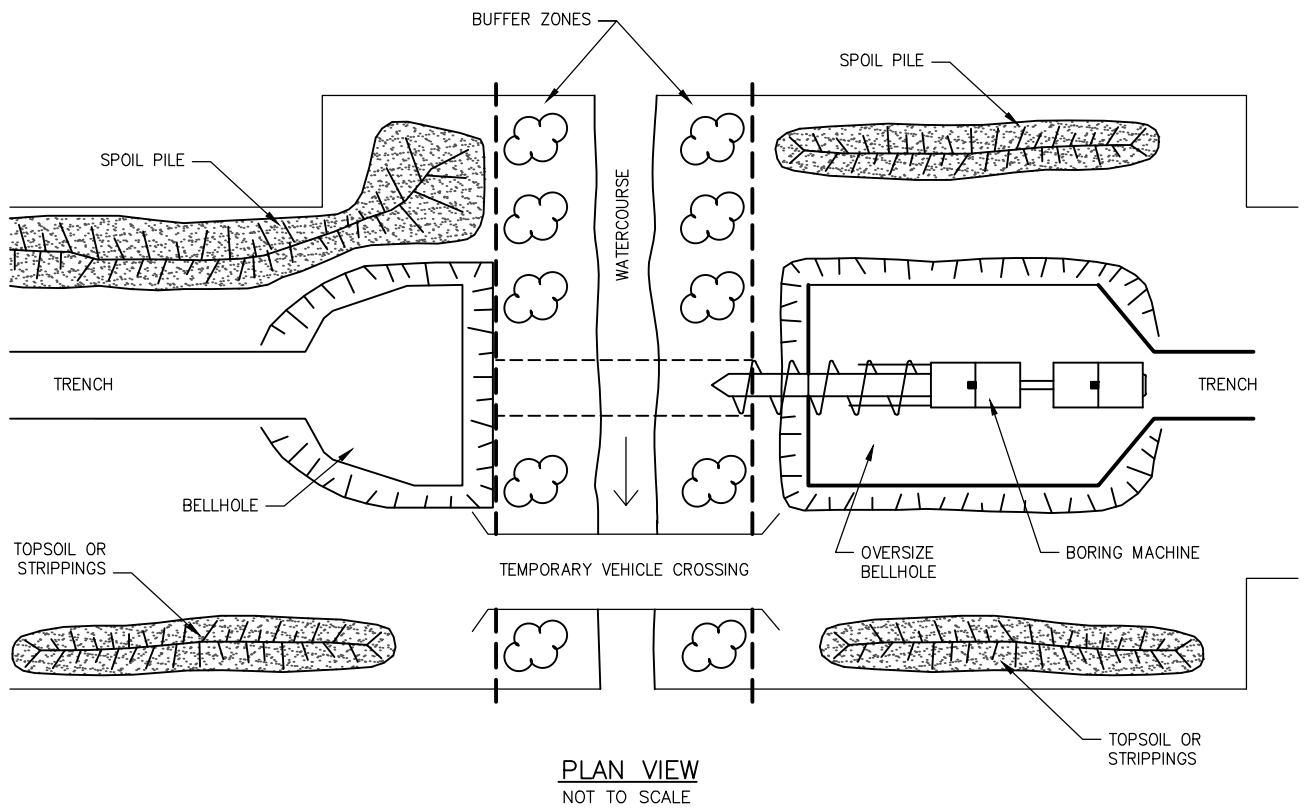 BUFFER ZONES
SPOIL PILE
SPOIL PILE
WATERCOURSE
TRENCH
TRENCH
BELLHOLE
OVERSIZE
BELLHOLE
BORING MACHINE
TOPSOIL OR
STRIPPINGS
TEMPORARY VEHICLE CROSSING
TOPSOIL OR
STRIPPINGS
PLAN VIEW
NOT TO SCALE